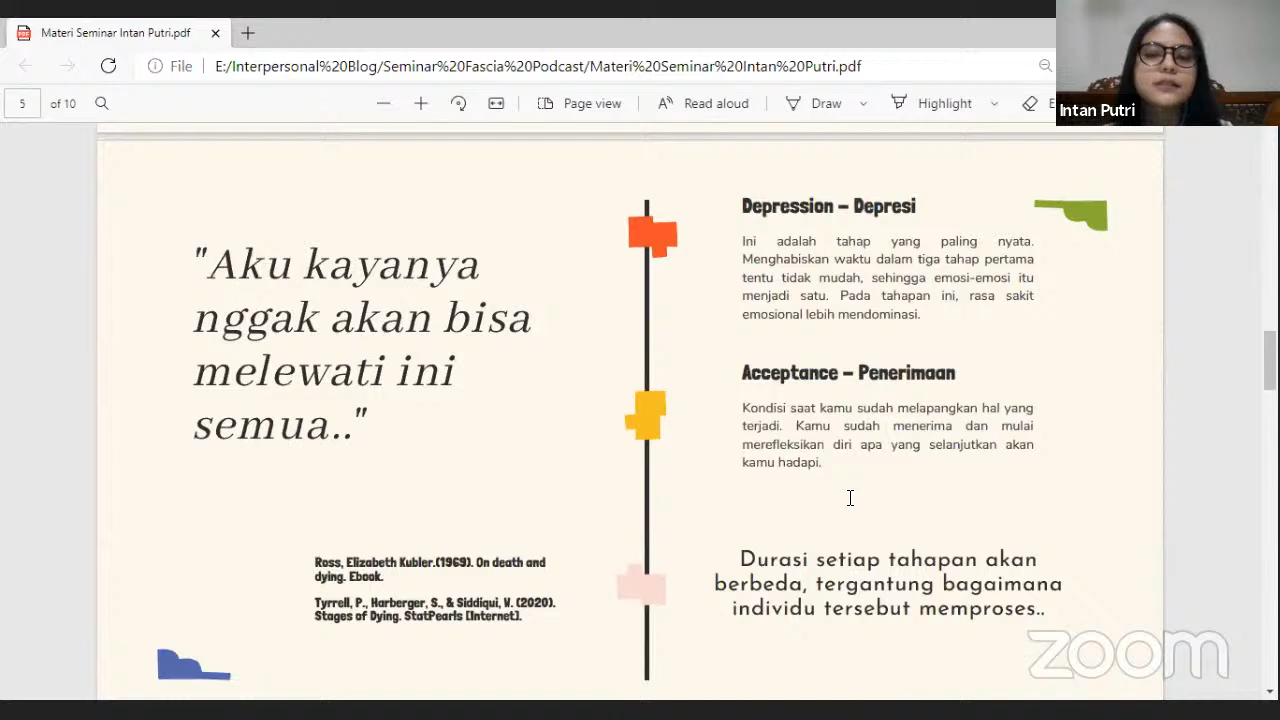 Materi Seminar Intan Putri.pdf
File
E:/Interpersonal%20Blog/Seminar%20Fascia%20Podcast/Materi%20Seminar%20Intan%20Putri.pdf
5
of 10
Page view
Read aloud
Draw
Highlight
Intan Putri
"Aku kayanya
nggak akan bisa
melewati ini
semua.."
Ross, Elizabeth Kubler.(1969). On death and
dying. Ebook.
Tyrrell, P., Harberger, S., & Siddiqui, W. (2020).
Stages of Dying. StatPearls [Internet].
Depression – Depresi
Ini adalah tahap yang paling nyata.
Menghabiskan waktu dalam tiga tahap pertama
tentu tidak mudah, sehingga emosi-emosi itu
menjadi satu. Pada tahapan ini, rasa sakit
emosional lebih mendominasi.
Acceptance – Penerimaan
Kondisi saat kamu sudah melapangkan hal yang
terjadi. Kamu sudah menerima dan mulai
merefleksikan diri apa yang selanjutkan akan
kamu hadapi.
Durasi setiap tahapan akan
berbeda, tergantung bagaimana
individu tersebut memproses..
zoom